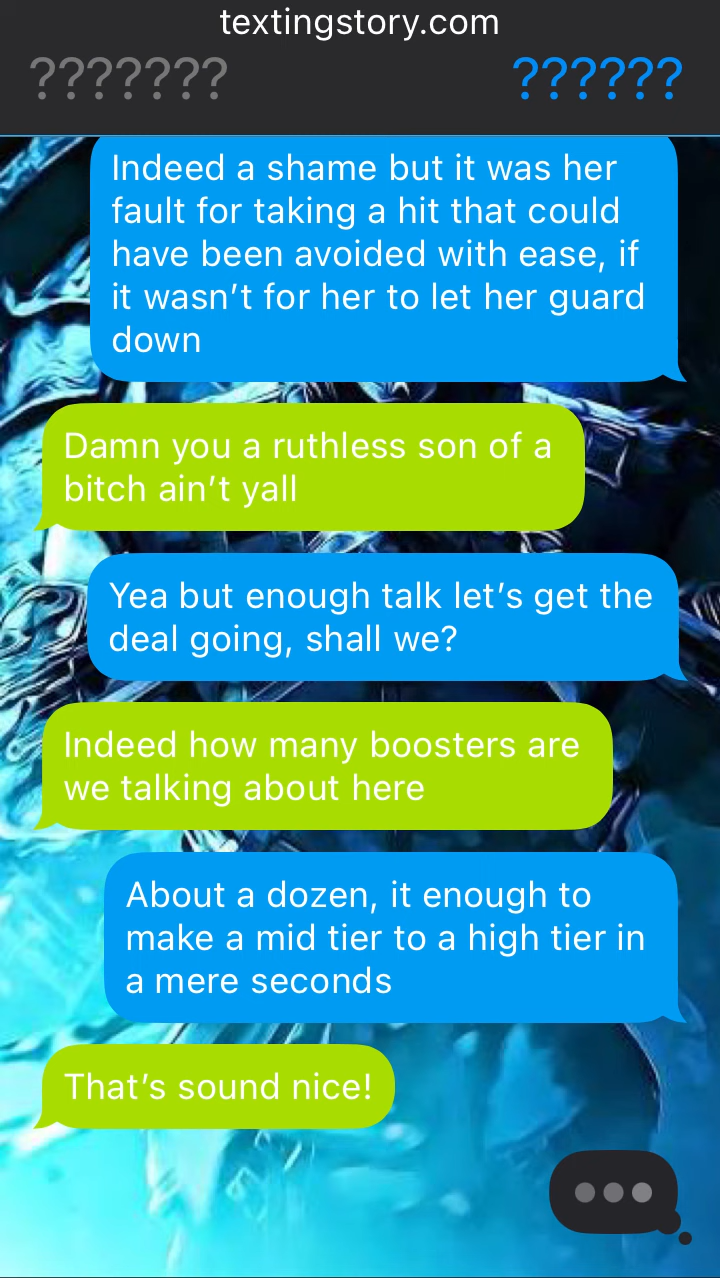 textingstory.com
??????? ??????
Indeed a shame but it was her
fault for taking a hit that could
have been avoided with ease, if
it wasn’t for her to let her guard
down
Damn you a ruthless son of a
bitch ain’t yall
Yea but enough talk let’s get the
deal going, shall we?
Indeed how many boosters are
we talking about here
About a dozen, it enough to
make a mid tier to a high tier in
a mere seconds
That’s sound nice!